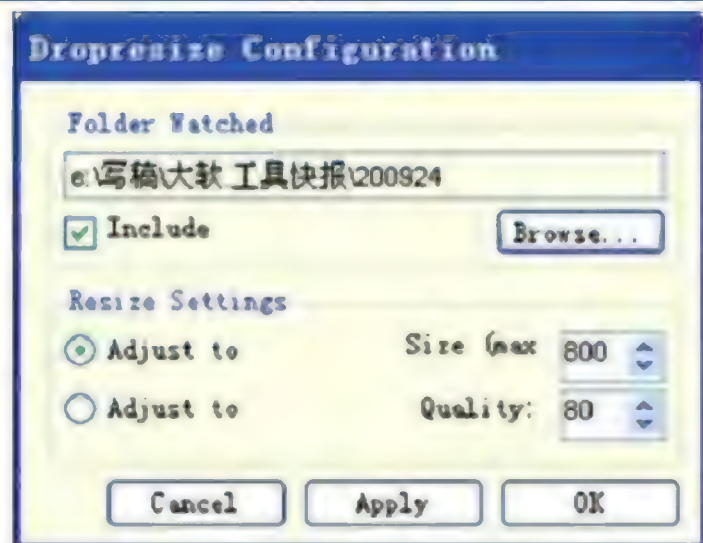 Dropresize Configuration
Folder Watched
e:\写稿\大软 工具快报\200924
Include
Browse...
Resize Settings
Adjust to Size (max 800
Adjust to Quality: 80
Cancel Apply OK